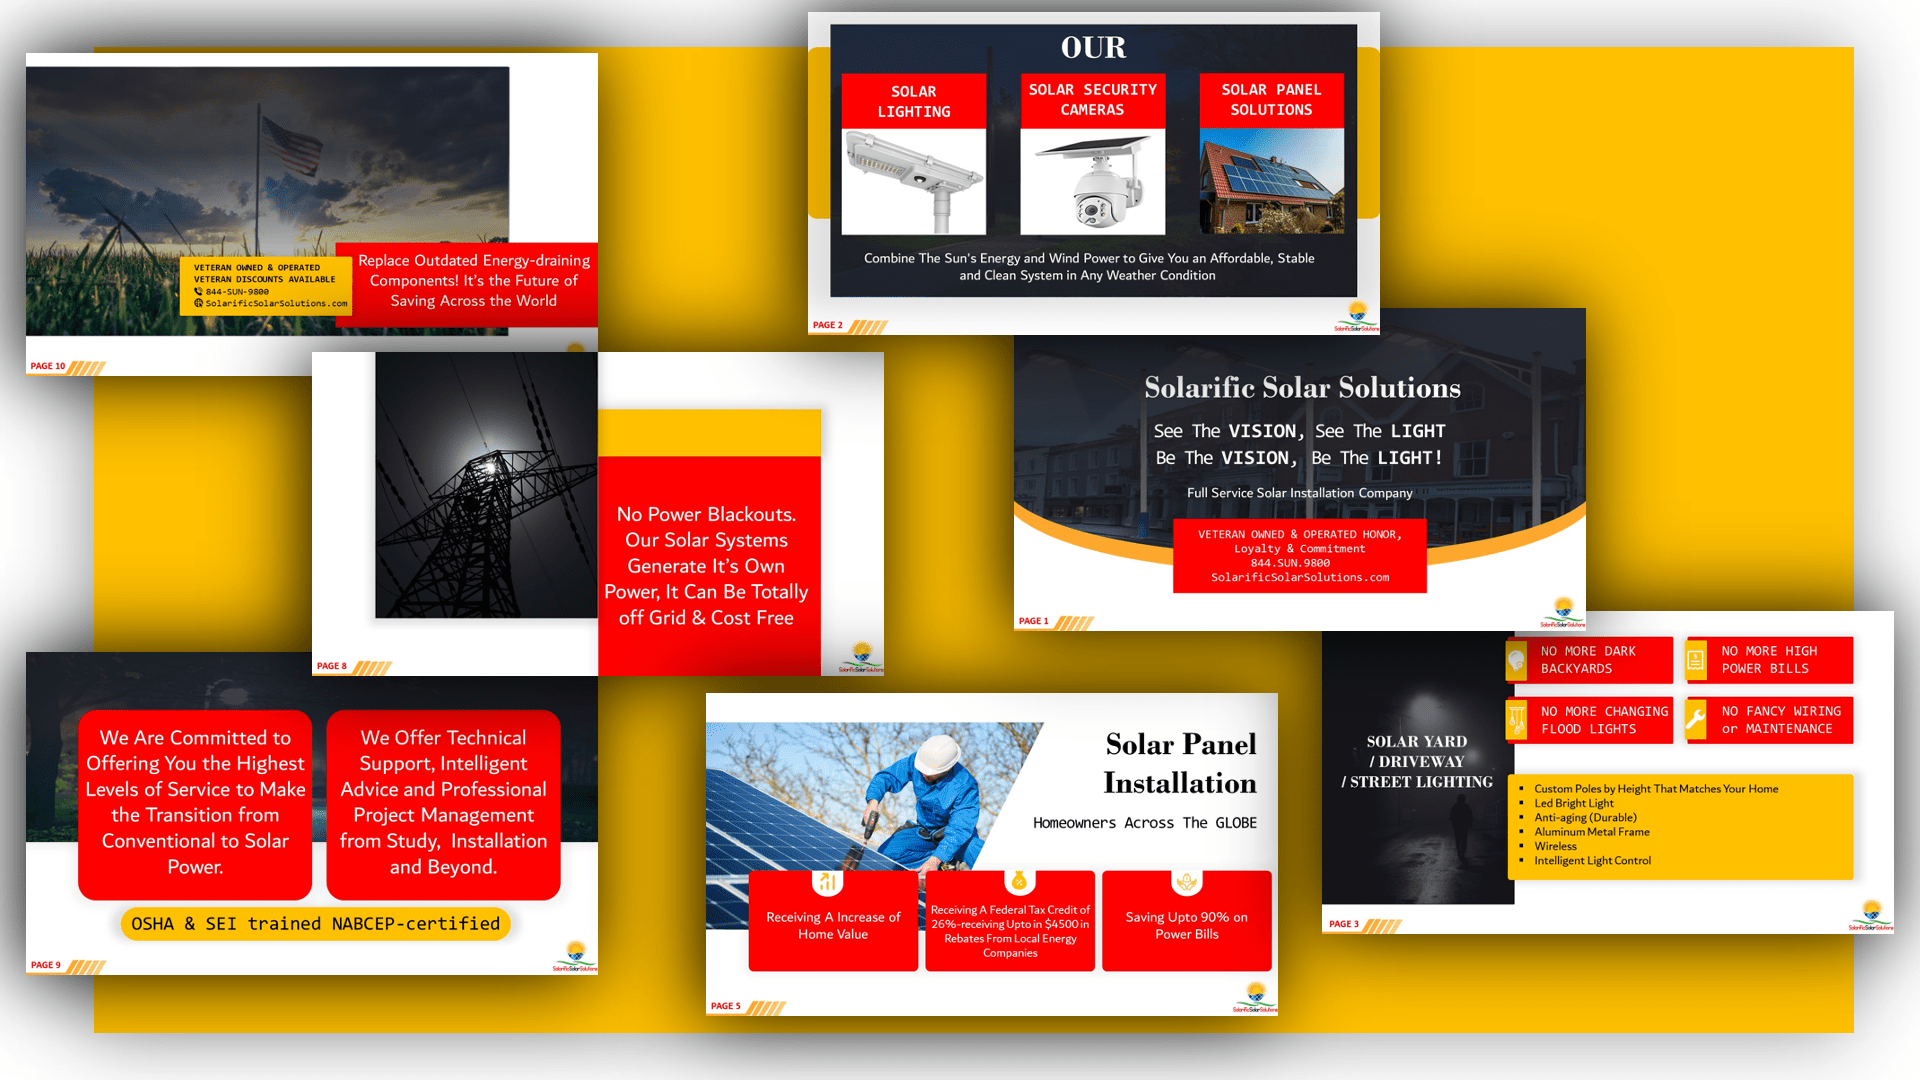 VETERAN OWNED & OPERATED
VETERAN DISCOUNTS AVAILABLE
844-SUN-9800
SolarificSolarSolutions.com
Replace Outdated Energy-draining
Components! It's the Future of
Saving Across the World
PAGE 10
OUR
SOLAR
LIGHTING
SOLAR SECURITY
CAMERAS
SOLAR PANEL
SOLUTIONS
Combine The Sun's Energy and Wind Power to Give You an Affordable, Stable
and Clean System in Any Weather Condition
PAGE 2
SolarificSolarSolutions
Solarific Solar Solutions
See The VISION, See The LIGHT
Be The VISION, Be The LIGHT!
Full Service Solar Installation Company
VETERAN OWNED & OPERATED HONOR,
Loyalty & Commitment
844.SUN.9800
SolarificSolarSolutions.com
PAGE 1
SolarificSolarSolutions
No Power Blackouts.
Our Solar Systems
Generate It's Own
Power, It Can Be Totally
off Grid & Cost Free
PAGE 8
SolarificSolarSolutions
We Are Committed to
Offering You the Highest
Levels of Service to Make
the Transition from
Conventional to Solar
Power.
We Offer Technical
Support, Intelligent
Advice and Professional
Project Management
from Study, Installation
and Beyond.
OSHA & SEI trained NABCEP-certified
PAGE 9
SolarificSolarSolutions
Solar Panel
Installation
Homeowners Across The GLOBE
Receiving A Increase of
Home Value
Receiving A Federal Tax Credit of
26%-receiving Upto in $4500 in
Rebates From Local Energy
Companies
Saving Upto 90% on
Power Bills
PAGE 5
SolarificSolarSolutions
SOLAR YARD
/ DRIVEWAY
/ STREET LIGHTING
NO MORE DARK
BACKYARDS
NO MORE HIGH
POWER BILLS
NO MORE CHANGING
FLOOD LIGHTS
NO FANCY WIRING
or MAINTENANCE
▪ Custom Poles by Height That Matches Your Home
▪ Led Bright Light
▪ Anti-aging (Durable)
▪ Aluminum Metal Frame
▪ Wireless
▪ Intelligent Light Control
PAGE 3
SolarificSolarSolutions